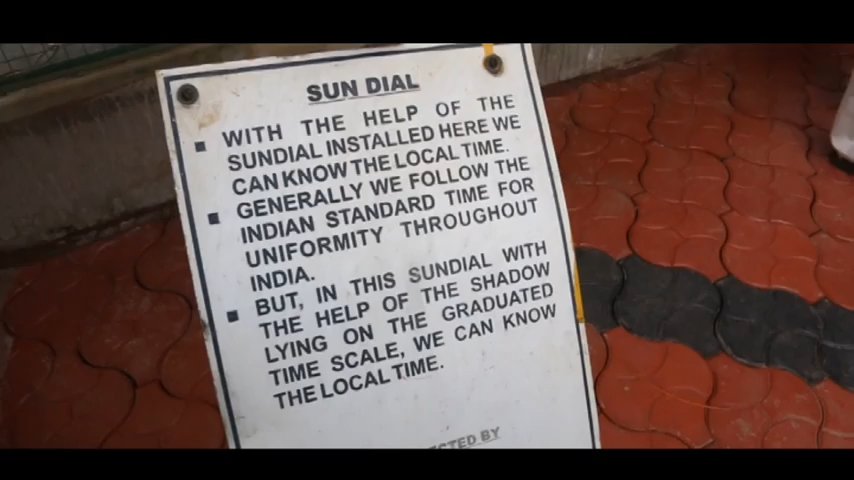 SUN DIAL
▪ WITH THE HELP OF THE
SUNDIAL INSTALLED HERE WE
CAN KNOW THE LOCAL TIME.
▪ GENERALLY WE FOLLOW THE
INDIAN STANDARD TIME FOR
UNIFORMITY THROUGHOUT
INDIA.
▪ BUT, IN THIS SUNDIAL WITH
THE HELP OF THE SHADOW
LYING ON THE GRADUATED
TIME SCALE, WE CAN KNOW
THE LOCAL TIME.
BY